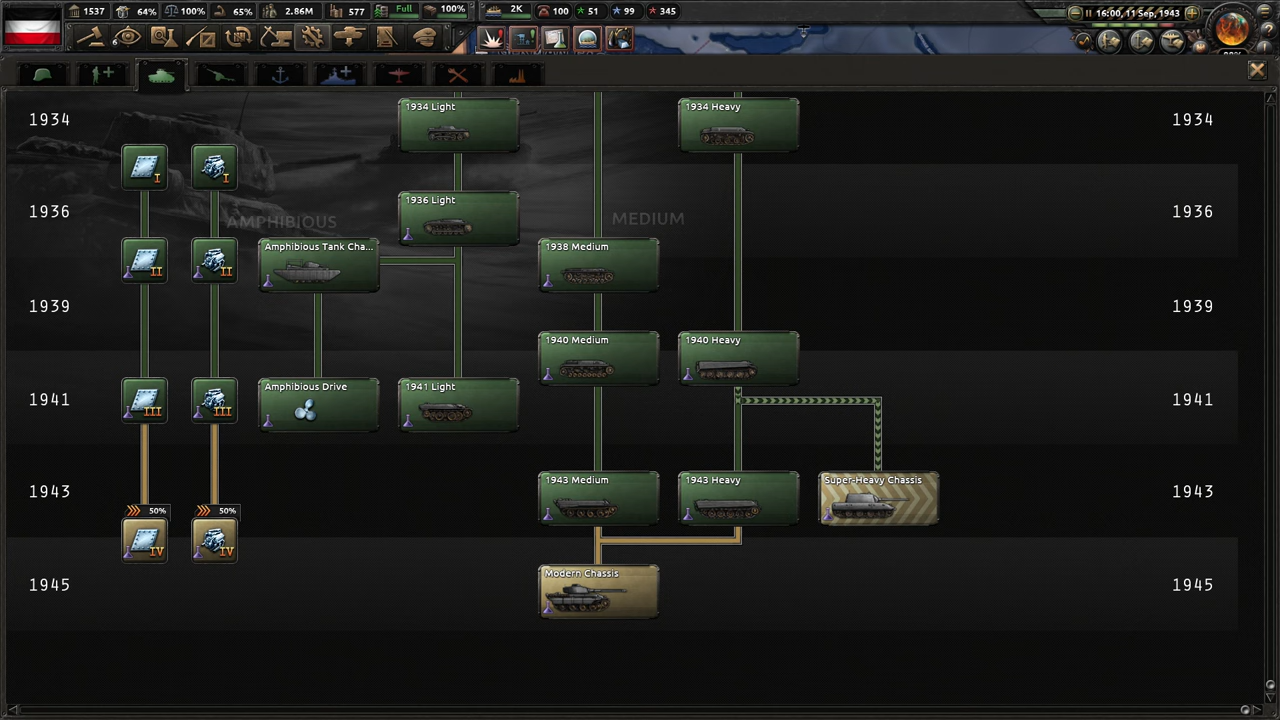 1537 64% 100% 65% 2.86M 577 Full 100% 2K 100 51 99 345 16:00, 11 Sep, 1943
1934 1934 Light 1934 Heavy 1934
I I
1936 AMPHIBIOUS 1936 Light MEDIUM 1936
II II Amphibious Tank Cha... 1938 Medium
1939 1939
1940 Medium 1940 Heavy
1941 III III Amphibious Drive 1941 Light 1941
1943 1943 Medium 1943 Heavy Super-Heavy Chassis 1943
50% 50%
IV IV
1945 Modern Chassis 1945